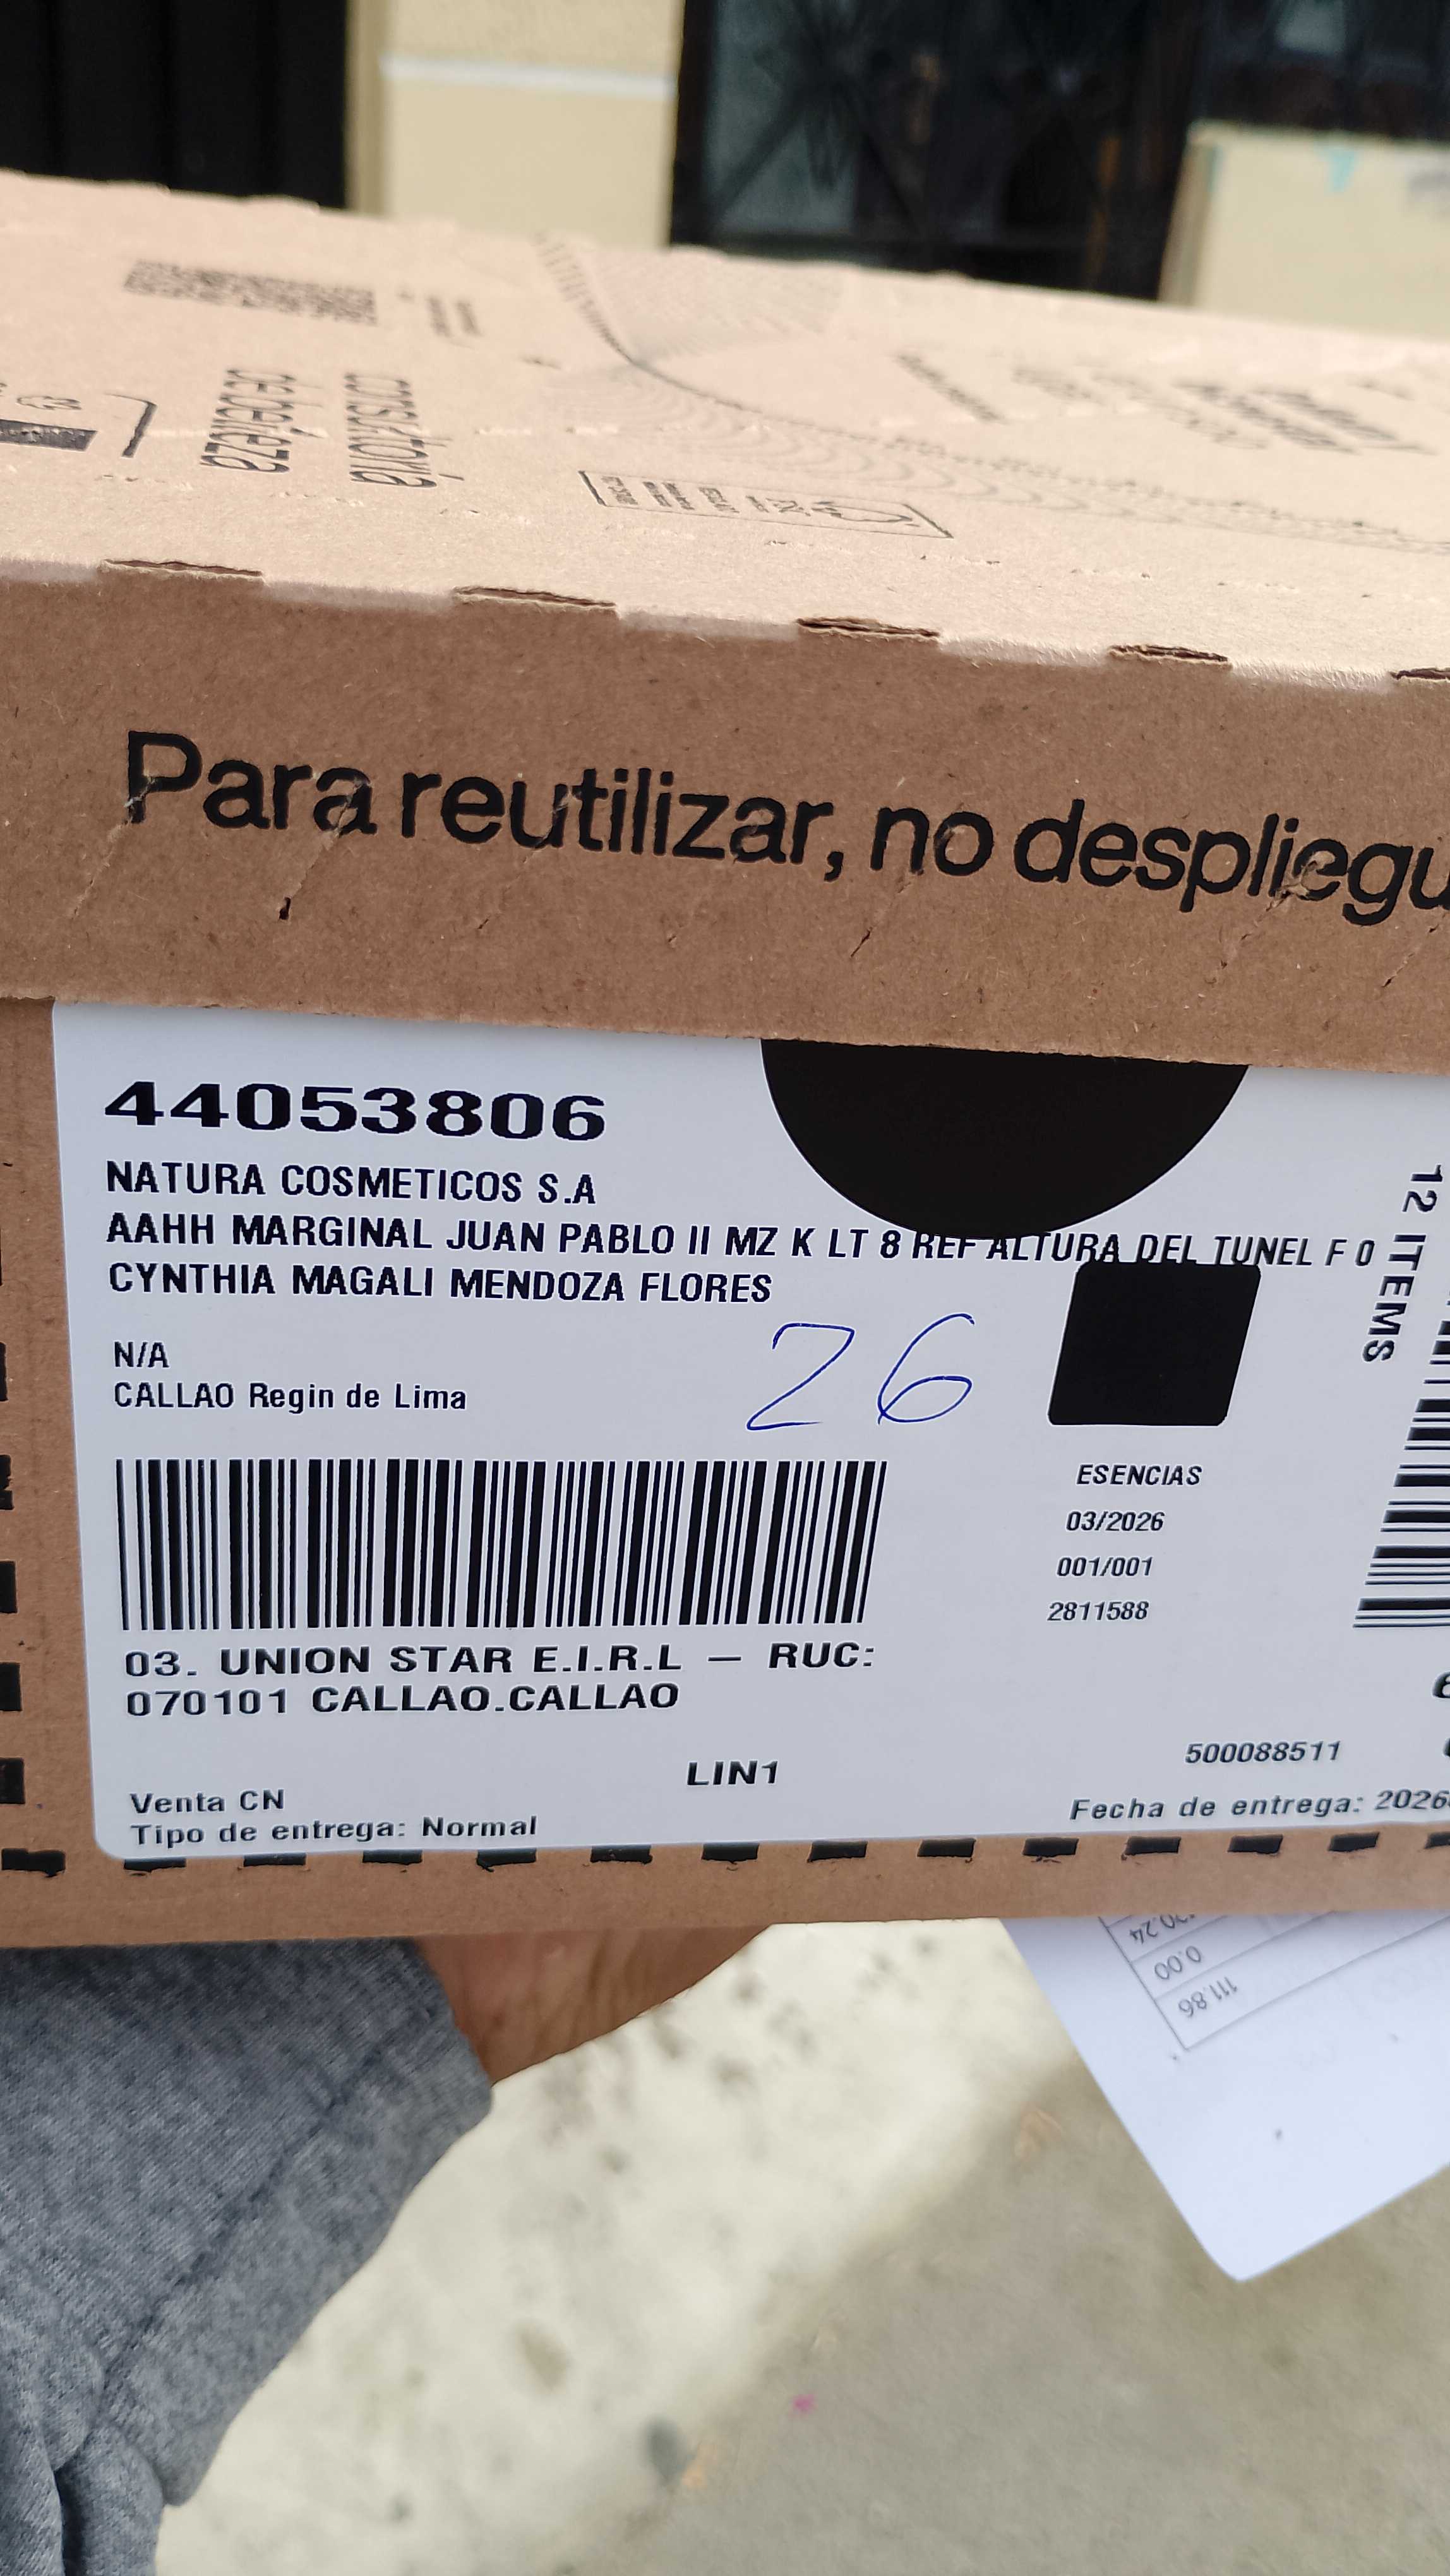 consultoría
de belleza
Para reutilizar, no despliegu
44053806
NATURA COSMETICOS S.A
AAHH MARGINAL JUAN PABLO II MZ K LT 8 REF ALTURA DEL TUNEL F 0
CYNTHIA MAGALI MENDOZA FLORES
N/A
CALLAO Regin de Lima
26
12 ITEMS
ESENCIAS
03/2026
001/001
2811588
03. UNION STAR E.I.R.L — RUC:
070101 CALLAO.CALLAO
500088511
LIN1
Venta CN
Fecha de entrega: 2026
Tipo de entrega: Normal
0.00
111.86